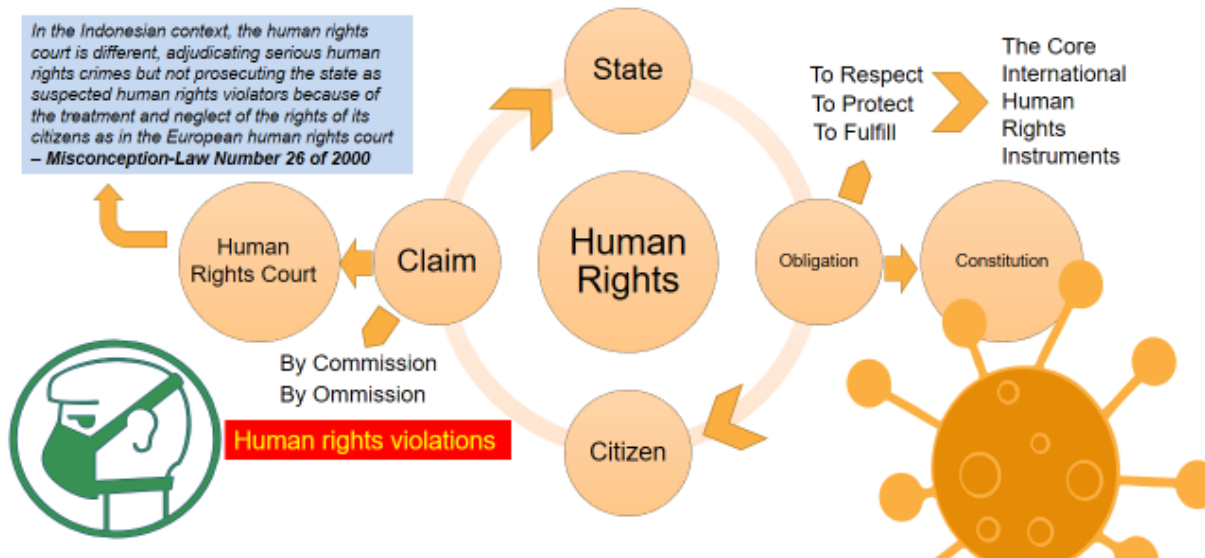 In the Indonesian context, the human rights
court is different, adjudicating serious human
rights crimes but not prosecuting the state as
suspected human rights violators because of
the treatment and neglect of the rights of its
citizens as in the European human rights court
– Misconception-Law Number 26 of 2000
State
To Respect
To Protect
To Fulfill
The Core
International
Human
Rights
Instruments
Human
Rights Court
Claim
Human
Rights
Obligation
Constitution
By Commission
By Ommission
Human rights violations
Citizen